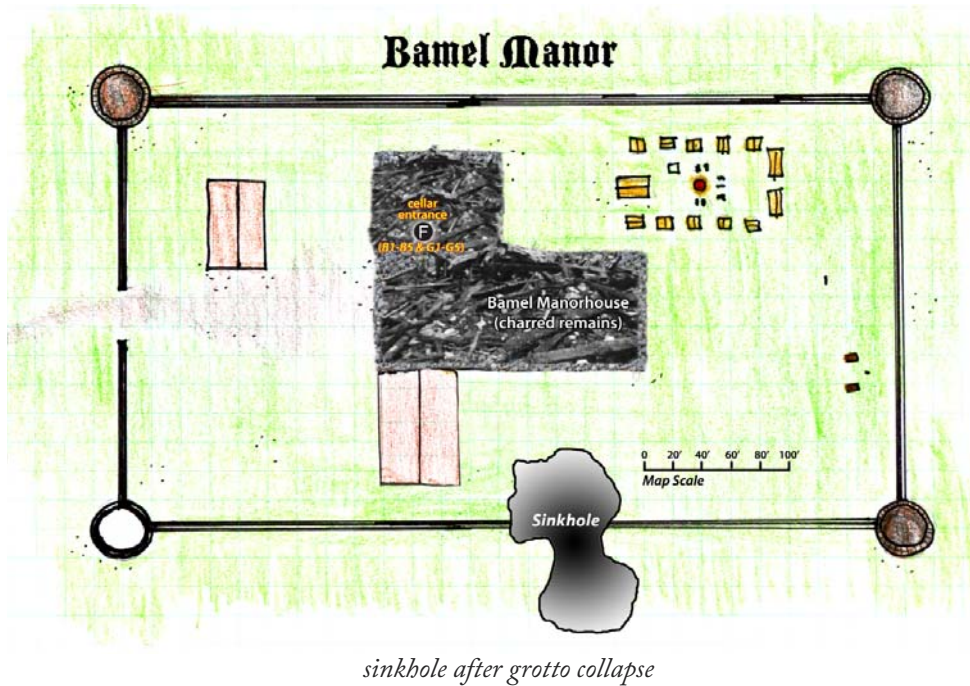 Bamel Manor
cellar
entrance
F
(B1-B5 & G1-G5)
Bamel Manorhouse
(charred remains)
0 20' 40' 60' 80' 100'
Map Scale
Sinkhole
sinkhole after grotto collapse